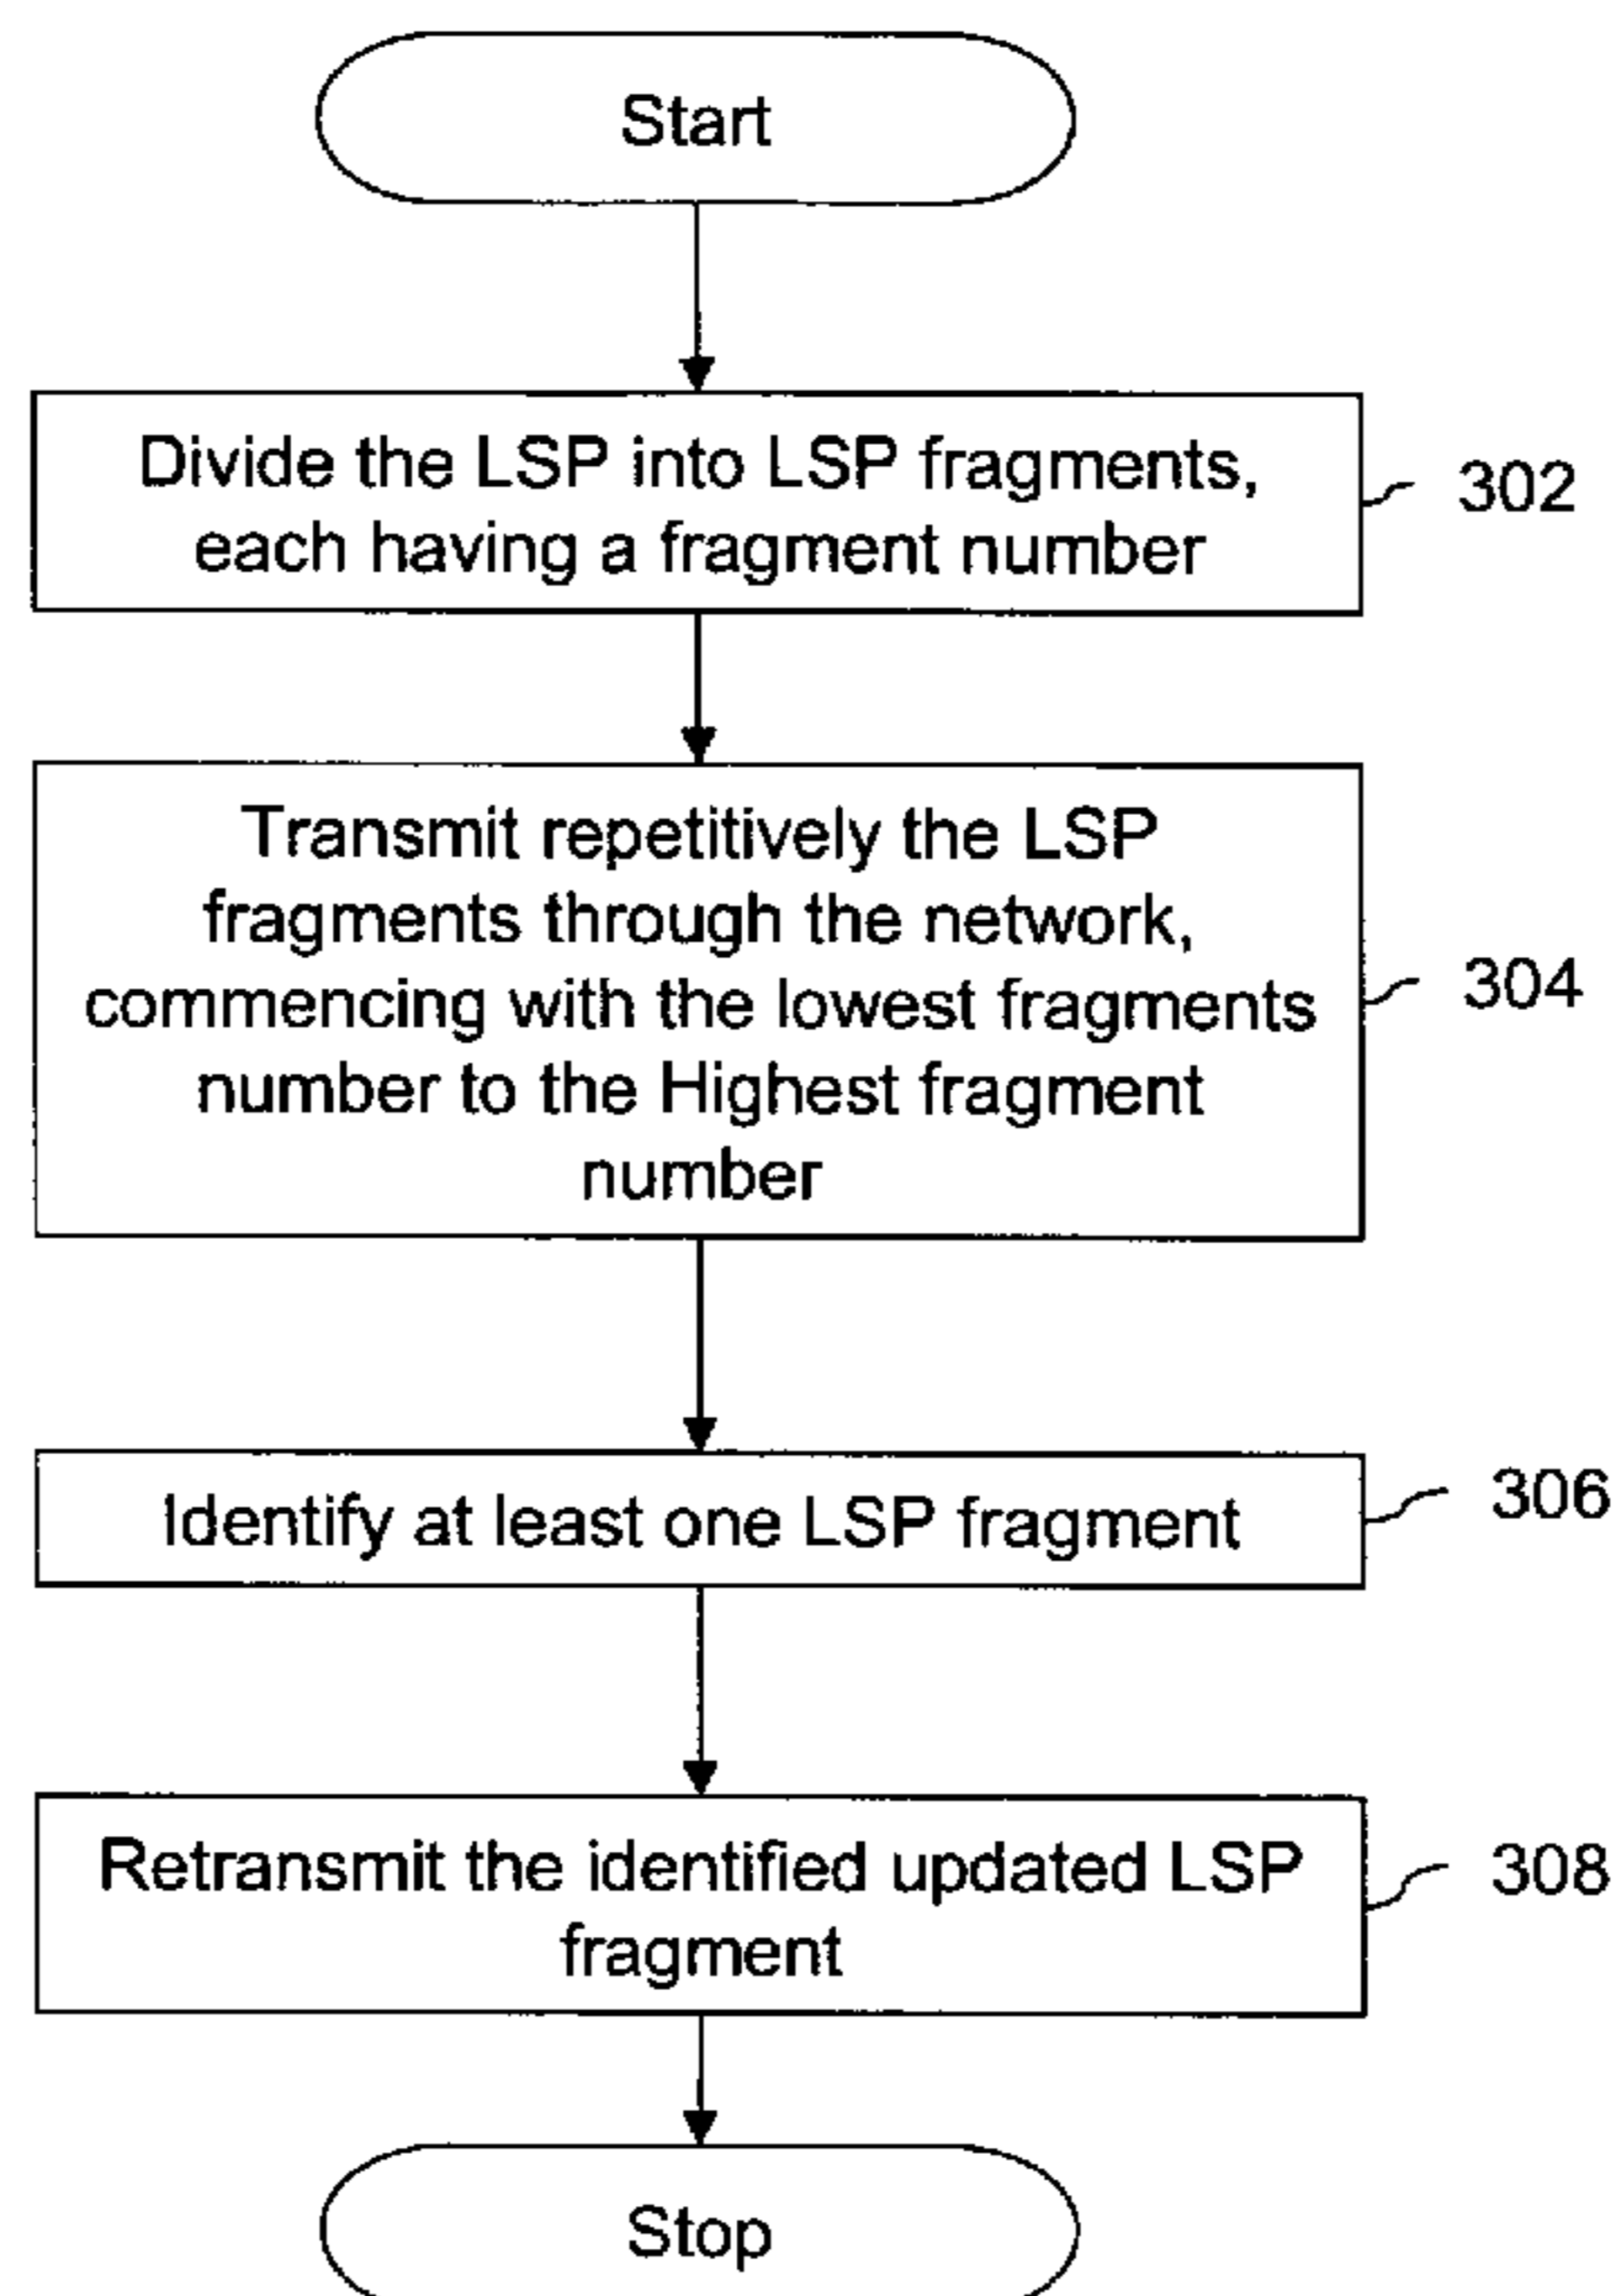 Start
Divide the LSP into LSP fragments,
each having a fragment number
302
Transmit repetitively the LSP
fragments through the network,
commencing with the lowest fragments
number to the Highest fragment
number
304
Identify at least one LSP fragment
306
Retransmit the identified updated LSP
fragment
308
Stop